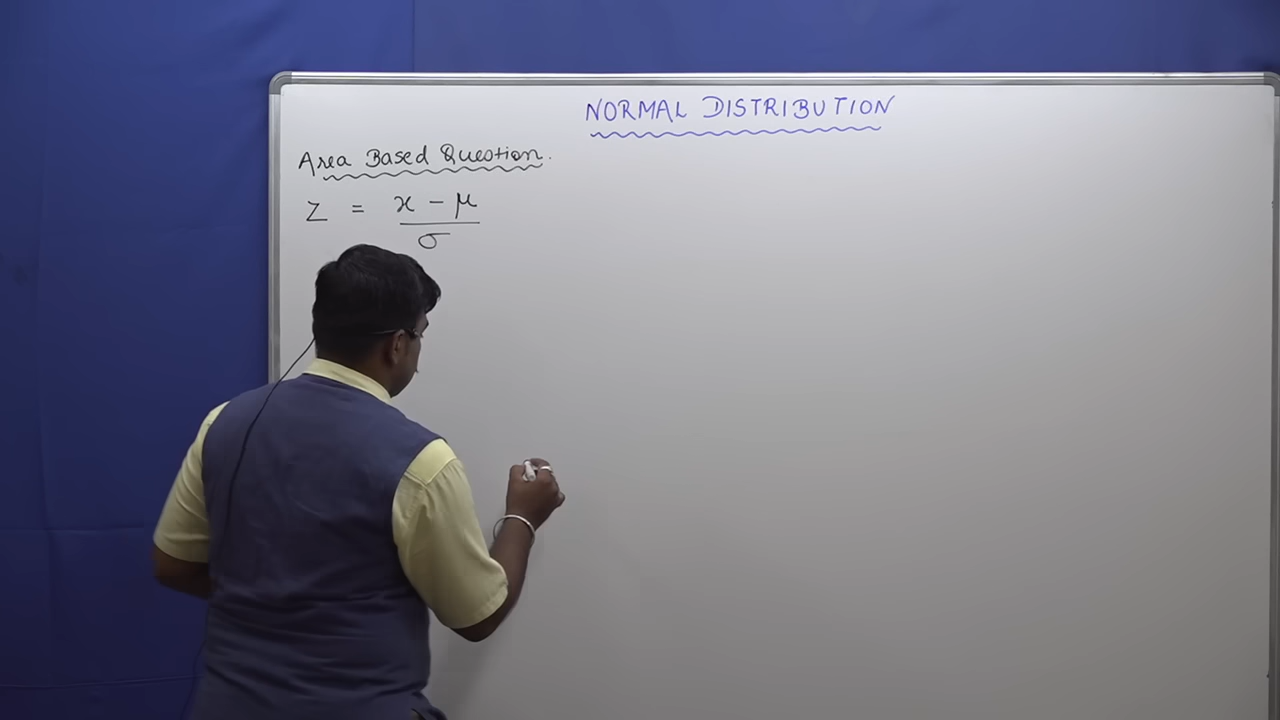 NORMAL DISTRIBUTION
Area Based Question.
Z = x - μ
σ